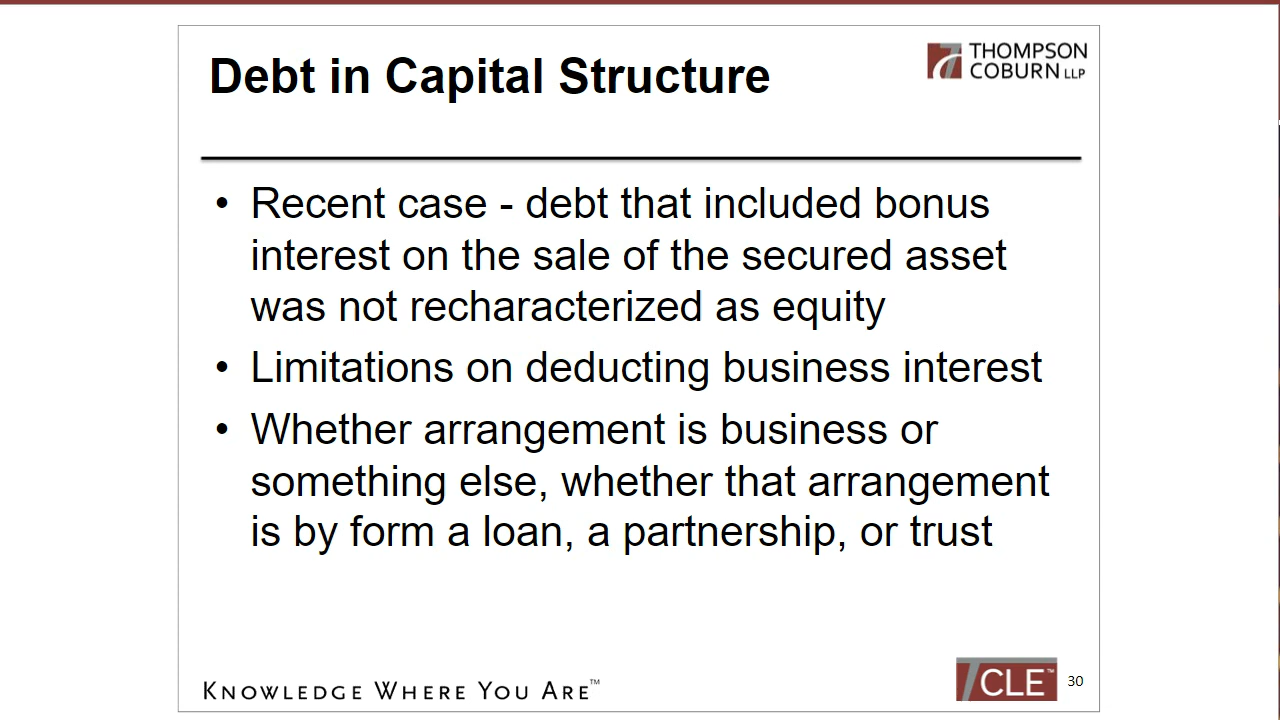 Debt in Capital Structure
THOMPSON
COBURN LLP
• Recent case - debt that included bonus
interest on the sale of the secured asset
was not recharacterized as equity
• Limitations on deducting business interest
• Whether arrangement is business or
something else, whether that arrangement
is by form a loan, a partnership, or trust
KNOWLEDGE WHERE YOU ARE™
CLE™
30